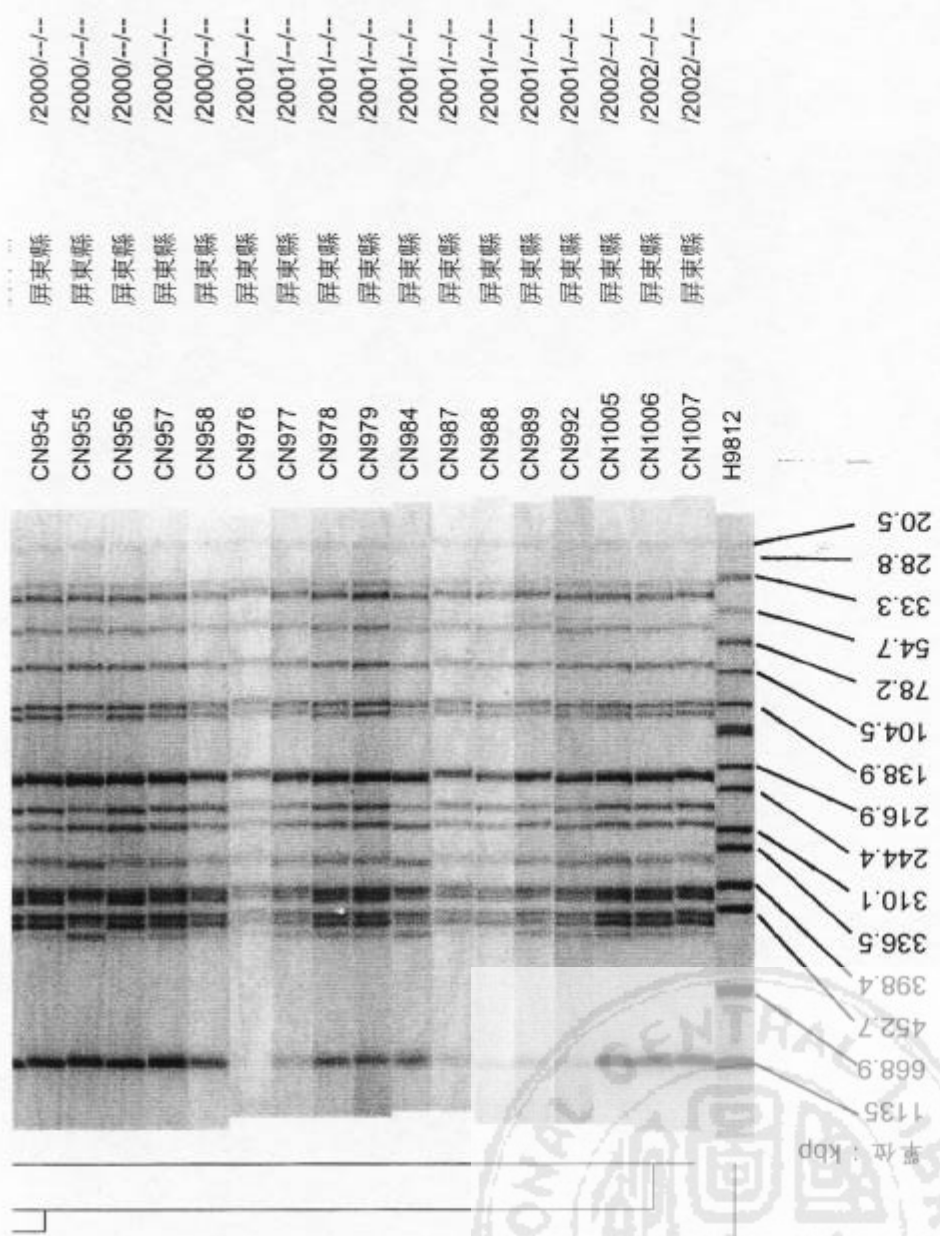 CN954 屏東縣 /2000/--/--
CN955 屏東縣 /2000/--/--
CN956 屏東縣 /2000/--/--
CN957 屏東縣 /2000/--/--
CN958 屏東縣 /2000/--/--
CN976 屏東縣 /2001/--/--
CN977 屏東縣 /2001/--/--
CN978 屏東縣 /2001/--/--
CN979 屏東縣 /2001/--/--
CN984 屏東縣 /2001/--/--
CN987 屏東縣 /2001/--/--
CN988 屏東縣 /2001/--/--
CN989 屏東縣 /2001/--/--
CN992 屏東縣 /2001/--/--
CN1005 屏東縣 /2002/--/--
CN1006 屏東縣 /2002/--/--
CN1007 屏東縣 /2002/--/--
H9812
單位：kbp
1135
668.9
452.7
398.4
336.5
310.1
244.4
216.9
138.9
104.5
78.2
54.7
33.3
28.8
20.5